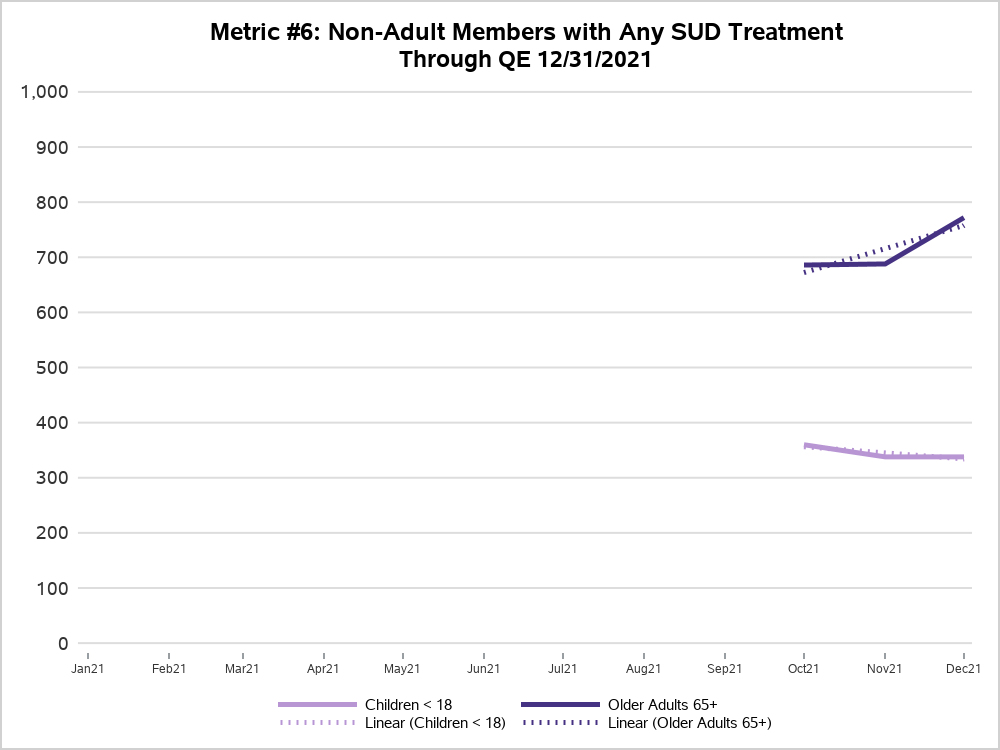 Metric #6: Non-Adult Members with Any SUD Treatment
Through QE 12/31/2021
1,000
900
800
700
600
500
400
300
200
100
0
Jan21 Feb21 Mar21 Apr21 May21 Jun21 Jul21 Aug21 Sep21 Oct21 Nov21 Dec21
Children < 18 Older Adults 65+
Linear (Children < 18) Linear (Older Adults 65+)